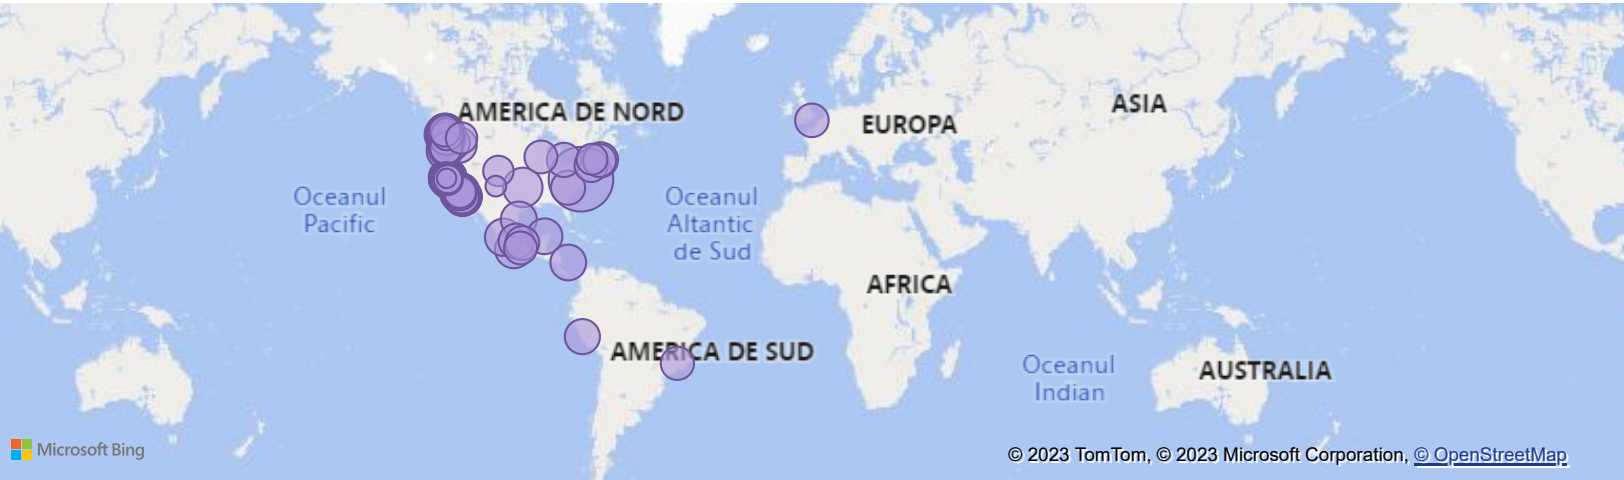 AMERICA DE NORD
EUROPA
ASIA
Oceanul
Pacific
Oceanul
Altantic
de Sud
AFRICA
AMERICA DE SUD
Oceanul
Indian
AUSTRALIA
Microsoft Bing
© 2023 TomTom, © 2023 Microsoft Corporation, © OpenStreetMap